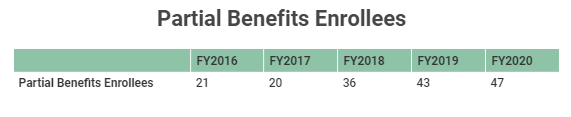 Partial Benefits Enrollees
FY2016 FY2017 FY2018 FY2019 FY2020
Partial Benefits Enrollees 21 20 36 43 47